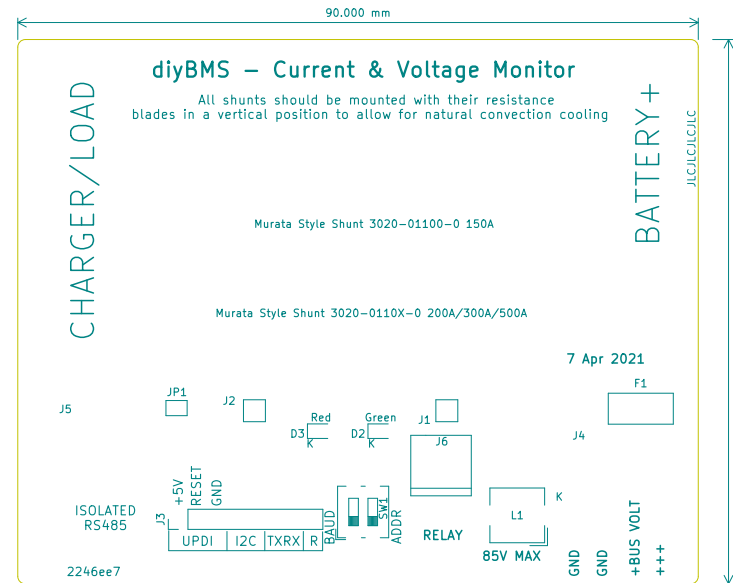 90.000 mm
diyBMS – Current & Voltage Monitor
All shunts should be mounted with their resistance
blades in a vertical position to allow for natural convection cooling
CHARGER/LOAD
BATTERY+
JLCJLCJLCJLC
Murata Style Shunt 3020-01100-0 150A
Murata Style Shunt 3020-0110X-0 200A/300A/500A
7 Apr 2021
F1
JP1
J2
J5
J1
J4
Red
Green
D3
D2
K
K
J6
+5V
RESET
GND
ISOLATED
RS485
J3
UPDI
I2C
TXRX
R
BAUD
SW1
ADDR
RELAY
L1
K
85V MAX
GND
GND
+BUS VOLT
+++
2246ee7